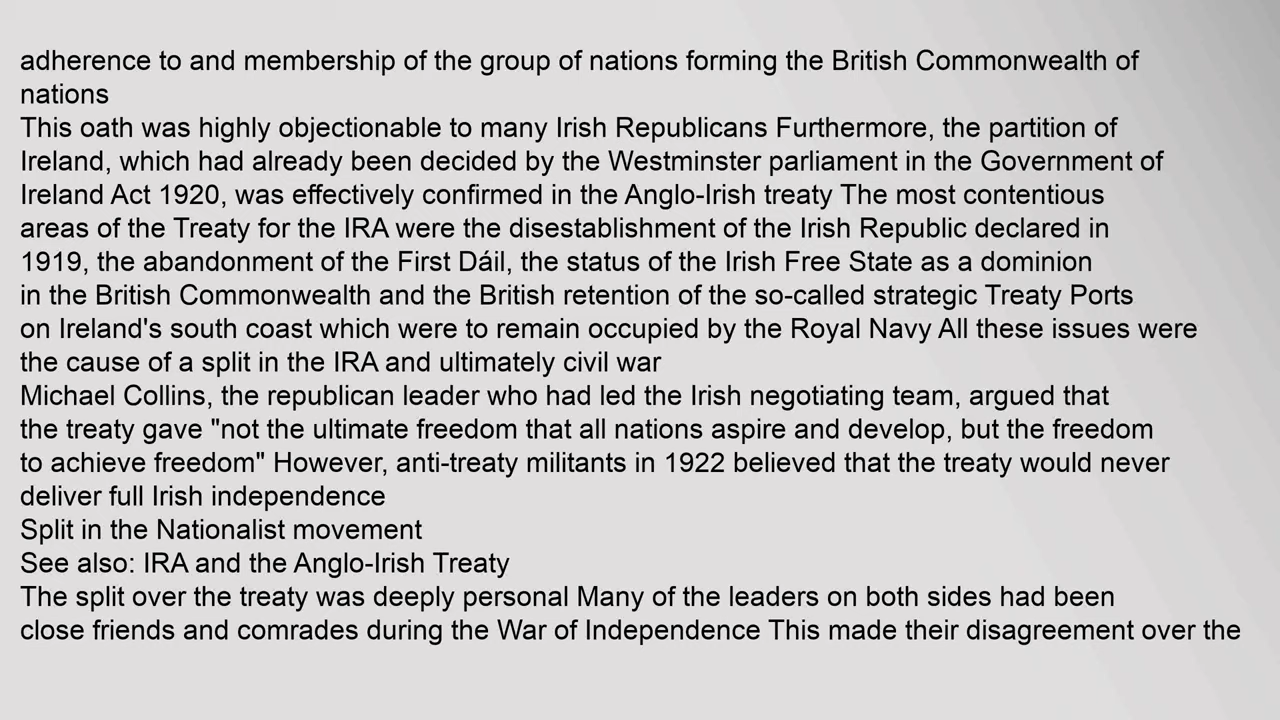 adherence to and membership of the group of nations forming the British Commonwealth of
nations
This oath was highly objectionable to many Irish Republicans Furthermore, the partition of
Ireland, which had already been decided by the Westminster parliament in the Government of
Ireland Act 1920, was effectively confirmed in the Anglo-Irish treaty The most contentious
areas of the Treaty for the IRA were the disestablishment of the Irish Republic declared in
1919, the abandonment of the First Dáil, the status of the Irish Free State as a dominion
in the British Commonwealth and the British retention of the so-called strategic Treaty Ports
on Ireland's south coast which were to remain occupied by the Royal Navy All these issues were
the cause of a split in the IRA and ultimately civil war
Michael Collins, the republican leader who had led the Irish negotiating team, argued that
the treaty gave "not the ultimate freedom that all nations aspire and develop, but the freedom
to achieve freedom" However, anti-treaty militants in 1922 believed that the treaty would never
deliver full Irish independence
Split in the Nationalist movement
See also: IRA and the Anglo-Irish Treaty
The split over the treaty was deeply personal Many of the leaders on both sides had been
close friends and comrades during the War of Independence This made their disagreement over the